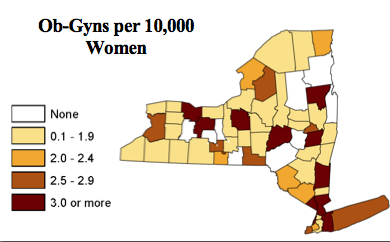 Ob-Gyns per 10,000
Women
None
0.1 - 1.9
2.0 - 2.4
2.5 - 2.9
3.0 or more